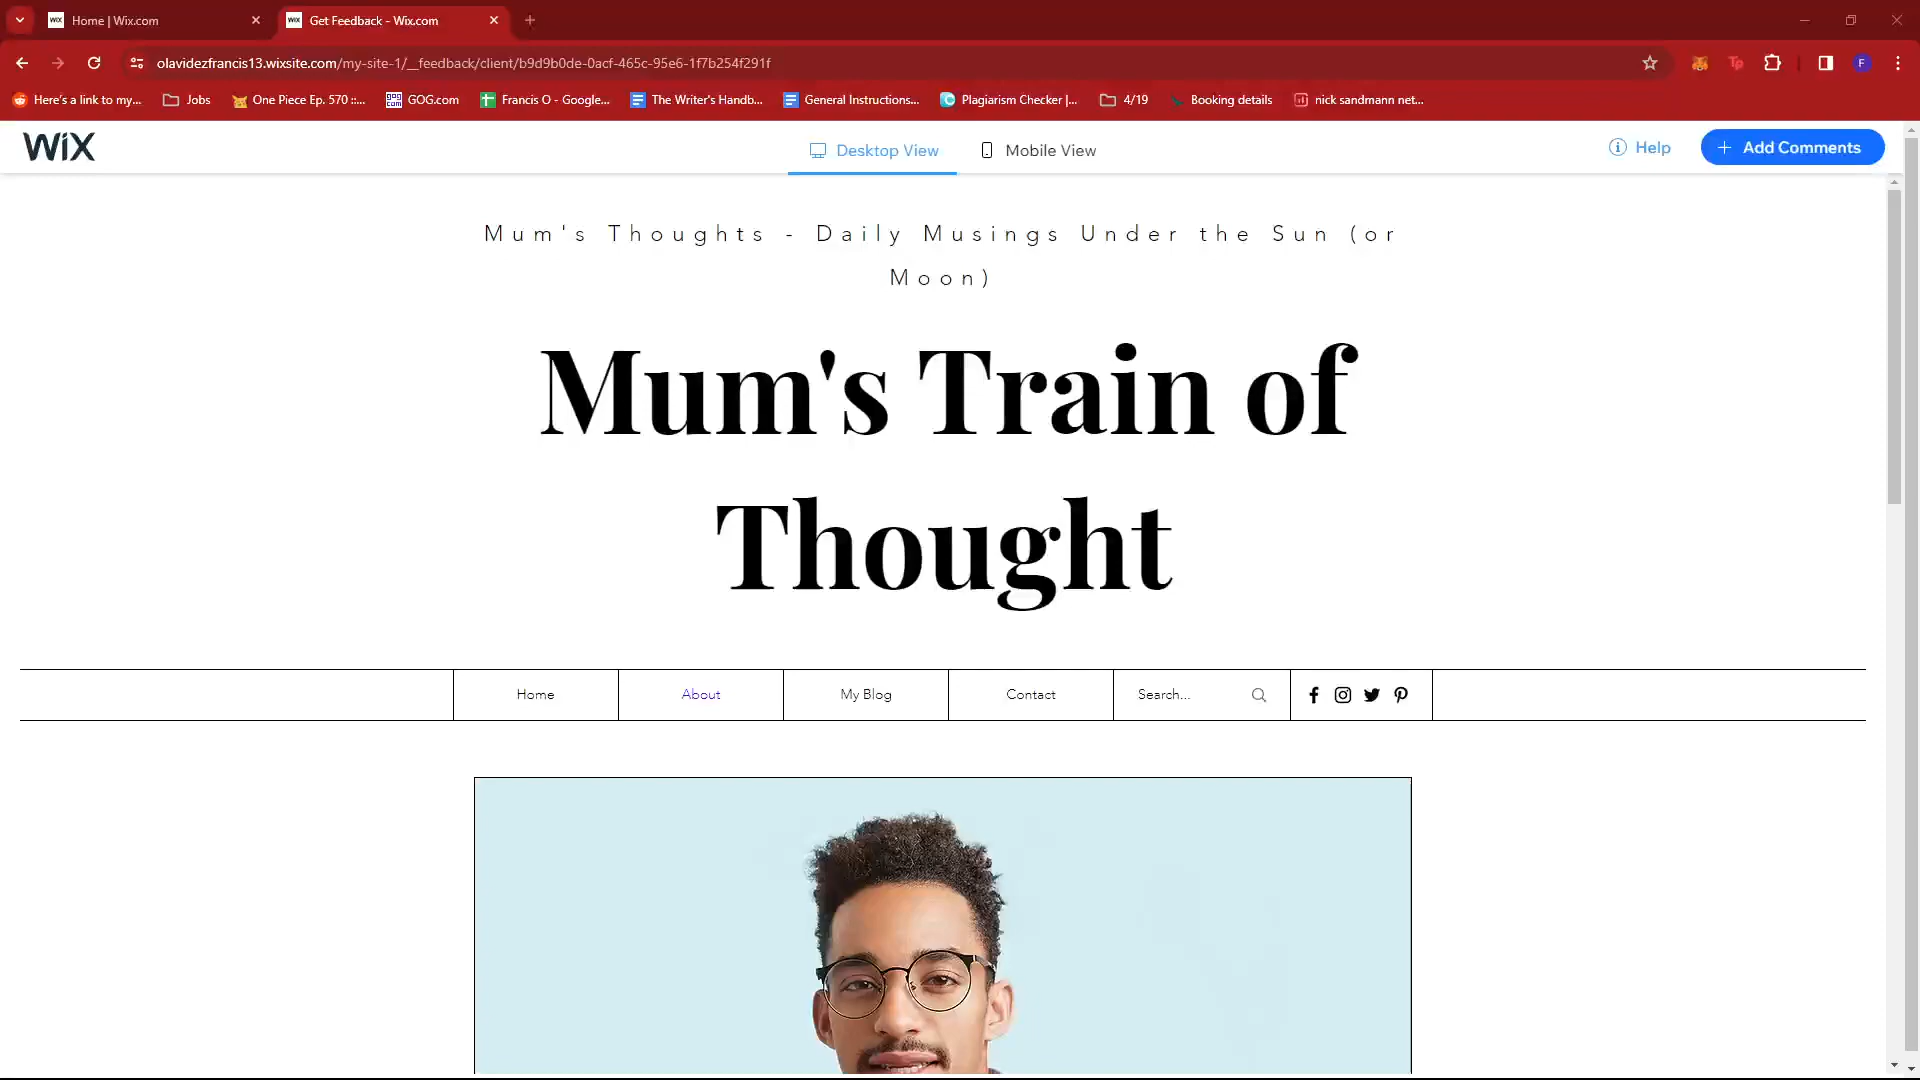 WiX Home | Wix.com
WiX Get Feedback - Wix.com
olavidezfrancis13.wixsite.com/my-site-1/__feedback/client/b9d9b0de-0acf-465c-95e6-1f7b254f291f
F
Here's a link to my...
Jobs
One Piece Ep. 570 ::...
GOG.com
Francis O - Google...
The Writer's Handb...
General Instructions...
Plagiarism Checker |...
4/19
Booking details
nick sandmann net...
WiX
Desktop View
Mobile View
Help
+ Add Comments
Mum's Thoughts - Daily Musings Under the Sun (or
Moon)
Mum's Train of
Thought
Home
About
My Blog
Contact
Search...